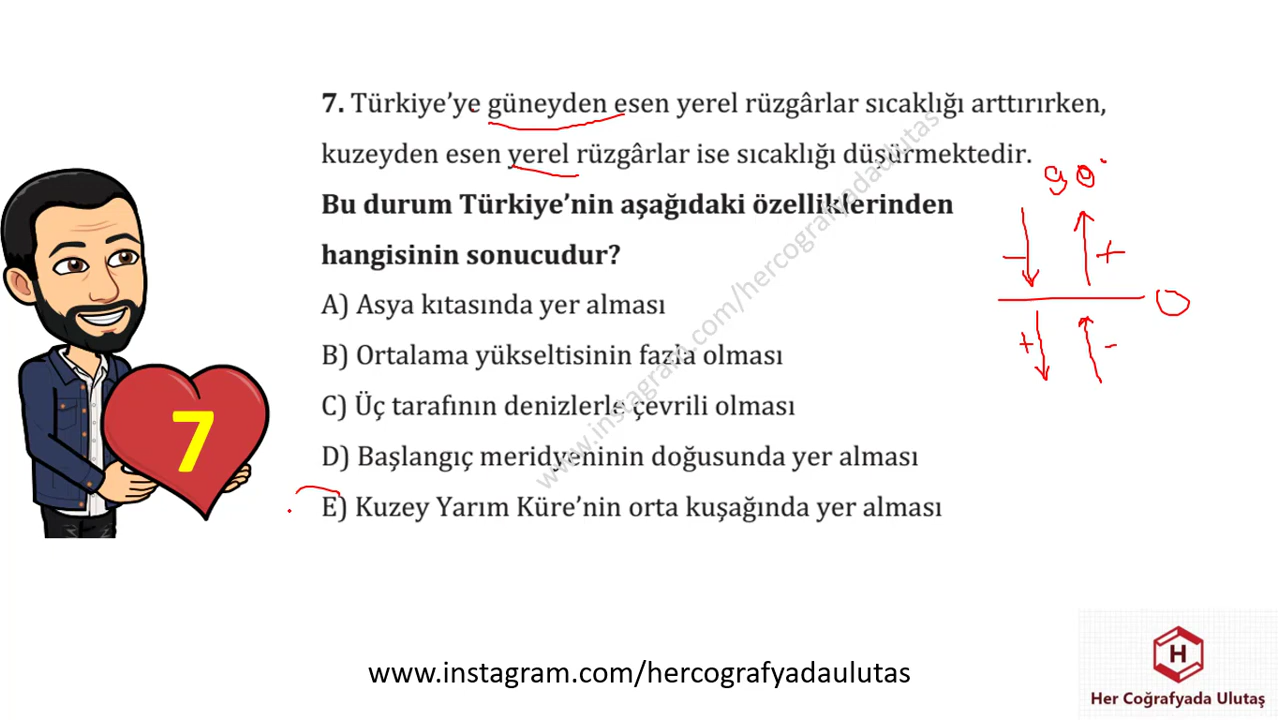 7. Türkiye'ye güneyden esen yerel rüzgârlar sıcaklığı arttırırken,
kuzeyden esen yerel rüzgârlar ise sıcaklığı düşürmektedir.
Bu durum Türkiye'nin aşağıdaki özelliklerinden
hangisinin sonucudur?
A) Asya kıtasında yer alması
B) Ortalama yükseltisinin fazla olması
C) Üç tarafının denizlerle çevrili olması
D) Başlangıç meridyeninin doğusunda yer alması
E) Kuzey Yarım Küre'nin orta kuşağında yer alması
90°
- +
0
+ -
7
www.instagram.com/hercografyadaulutas
www.instagram.com/hercografyadaulutas
H
Her Coğrafyada Ulutaş